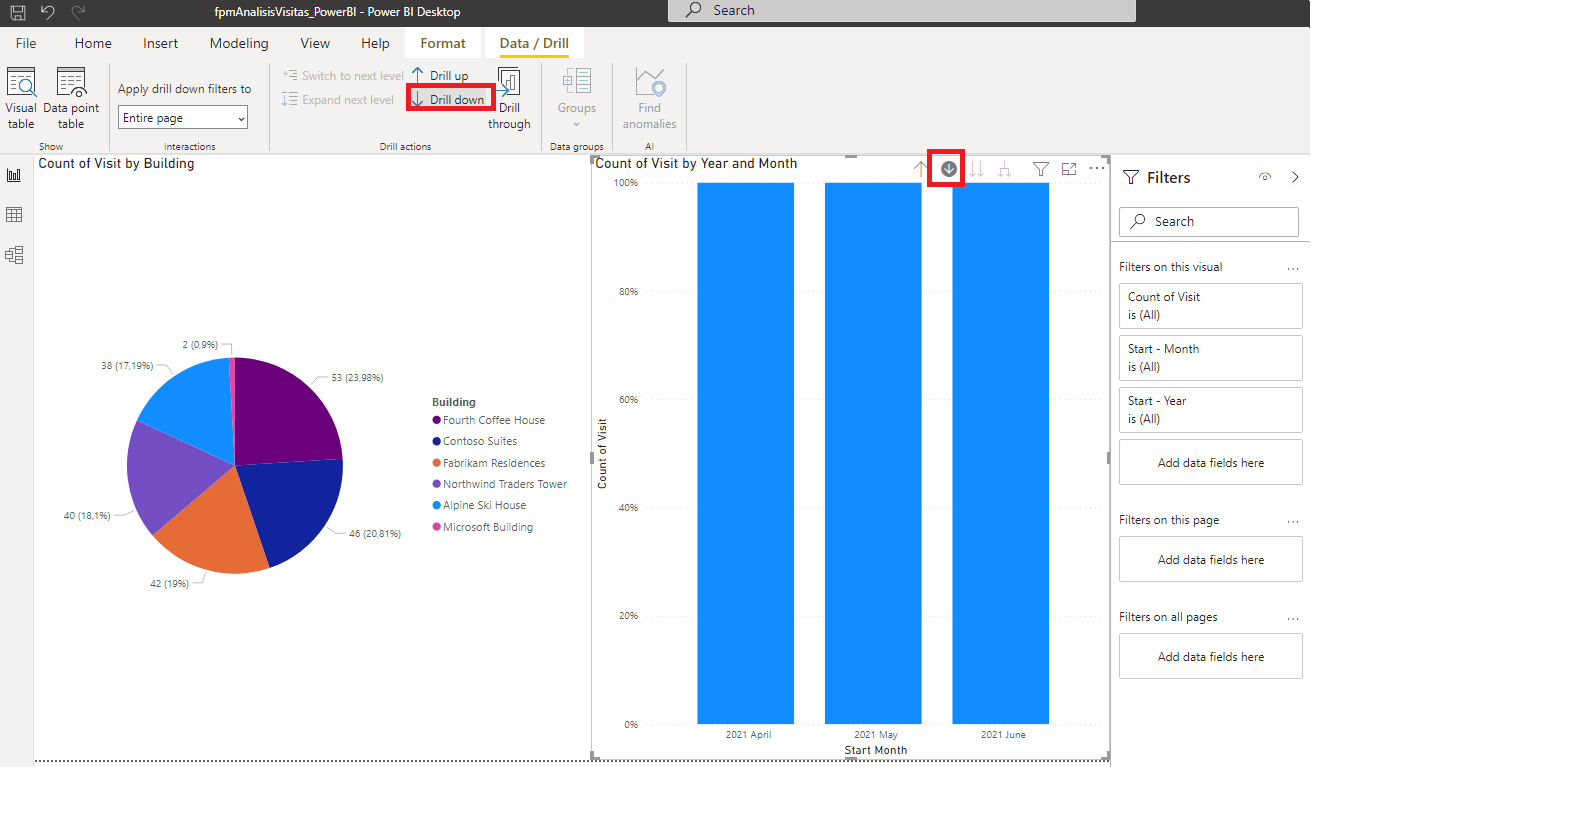 fpmAnalisisVisitas_PowerBI - Power BI Desktop
Search
File Home Insert Modeling View Help Format Data / Drill
Visual table
Data point table
Show
Apply drill down filters to
Entire page
Interactions
Switch to next level
Expand next level
Drill up
Drill down
Drill through
Drill actions
Groups
Data groups
Find anomalies
AI
Count of Visit by Building
2 (0,9%)
38 (17,19%)
53 (23,98%)
40 (18,1%)
46 (20,81%)
42 (19%)
Building
Fourth Coffee House
Contoso Suites
Fabrikam Residences
Northwind Traders Tower
Alpine Ski House
Microsoft Building
Count of Visit by Year and Month
100%
80%
60%
40%
20%
0%
Count of Visit
2021 April 2021 May 2021 June
Start Month
Filters
Search
Filters on this visual
Count of Visit
is (All)
Start - Month
is (All)
Start - Year
is (All)
Add data fields here
Filters on this page
Add data fields here
Filters on all pages
Add data fields here